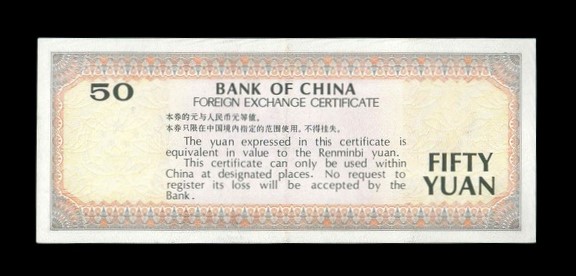 50
BANK OF CHINA
FOREIGN EXCHANGE CERTIFICATE
本券的元与人民币元等值。
本券只限在中国境内指定的范围使用，不得挂失。
The yuan expressed in this certificate is
equivalent in value to the Renminbi yuan.
This certificate can only be used within
China at designated places. No request to
register its loss will be accepted by the
Bank.
FIFTY
YUAN